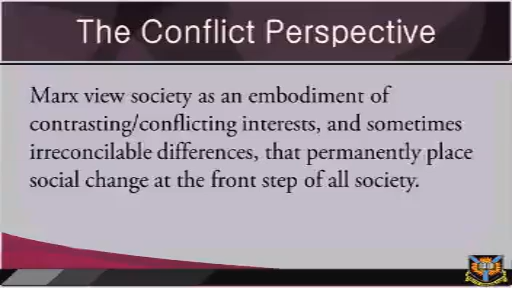 The Conflict Perspective
Marx view society as an embodiment of
contrasting/conflicting interests, and sometimes
irreconcilable differences, that permanently place
social change at the front step of all society.